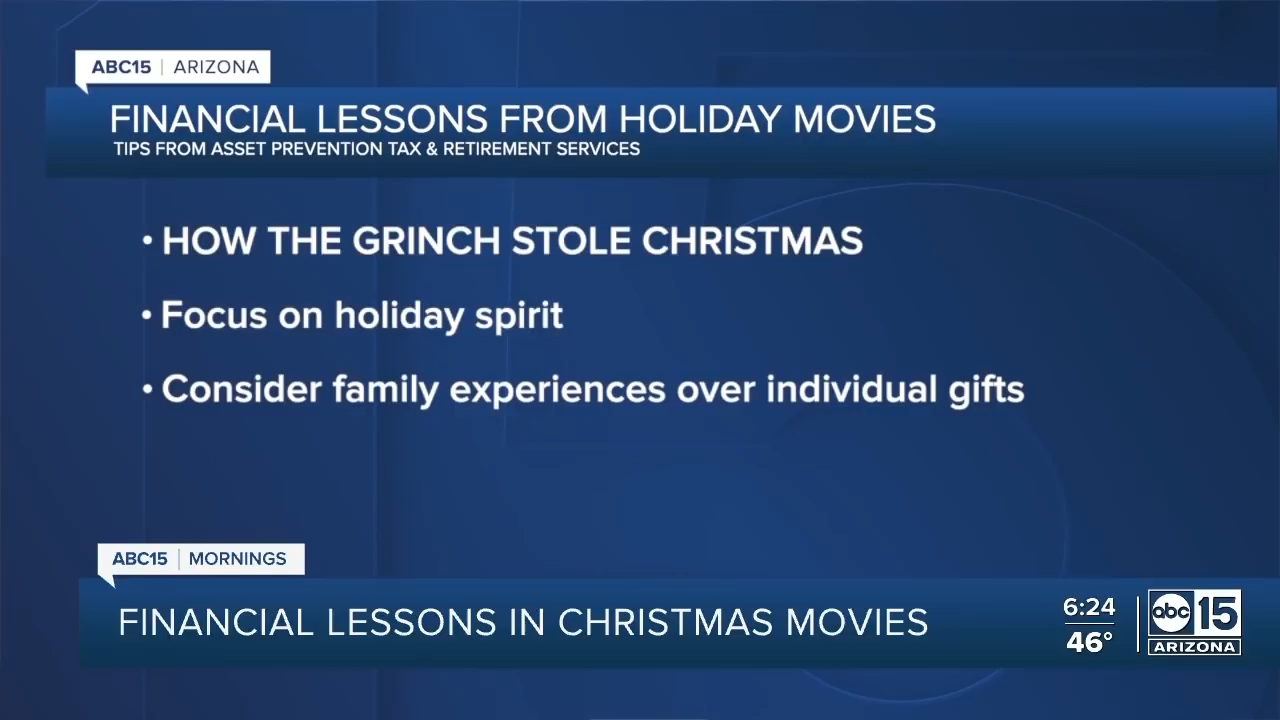 ABC15 | ARIZONA
FINANCIAL LESSONS FROM HOLIDAY MOVIES
TIPS FROM ASSET PREVENTION TAX & RETIREMENT SERVICES
• HOW THE GRINCH STOLE CHRISTMAS
• Focus on holiday spirit
• Consider family experiences over individual gifts
ABC15 | MORNINGS
FINANCIAL LESSONS IN CHRISTMAS MOVIES
6:24
46°
abc 15
ARIZONA